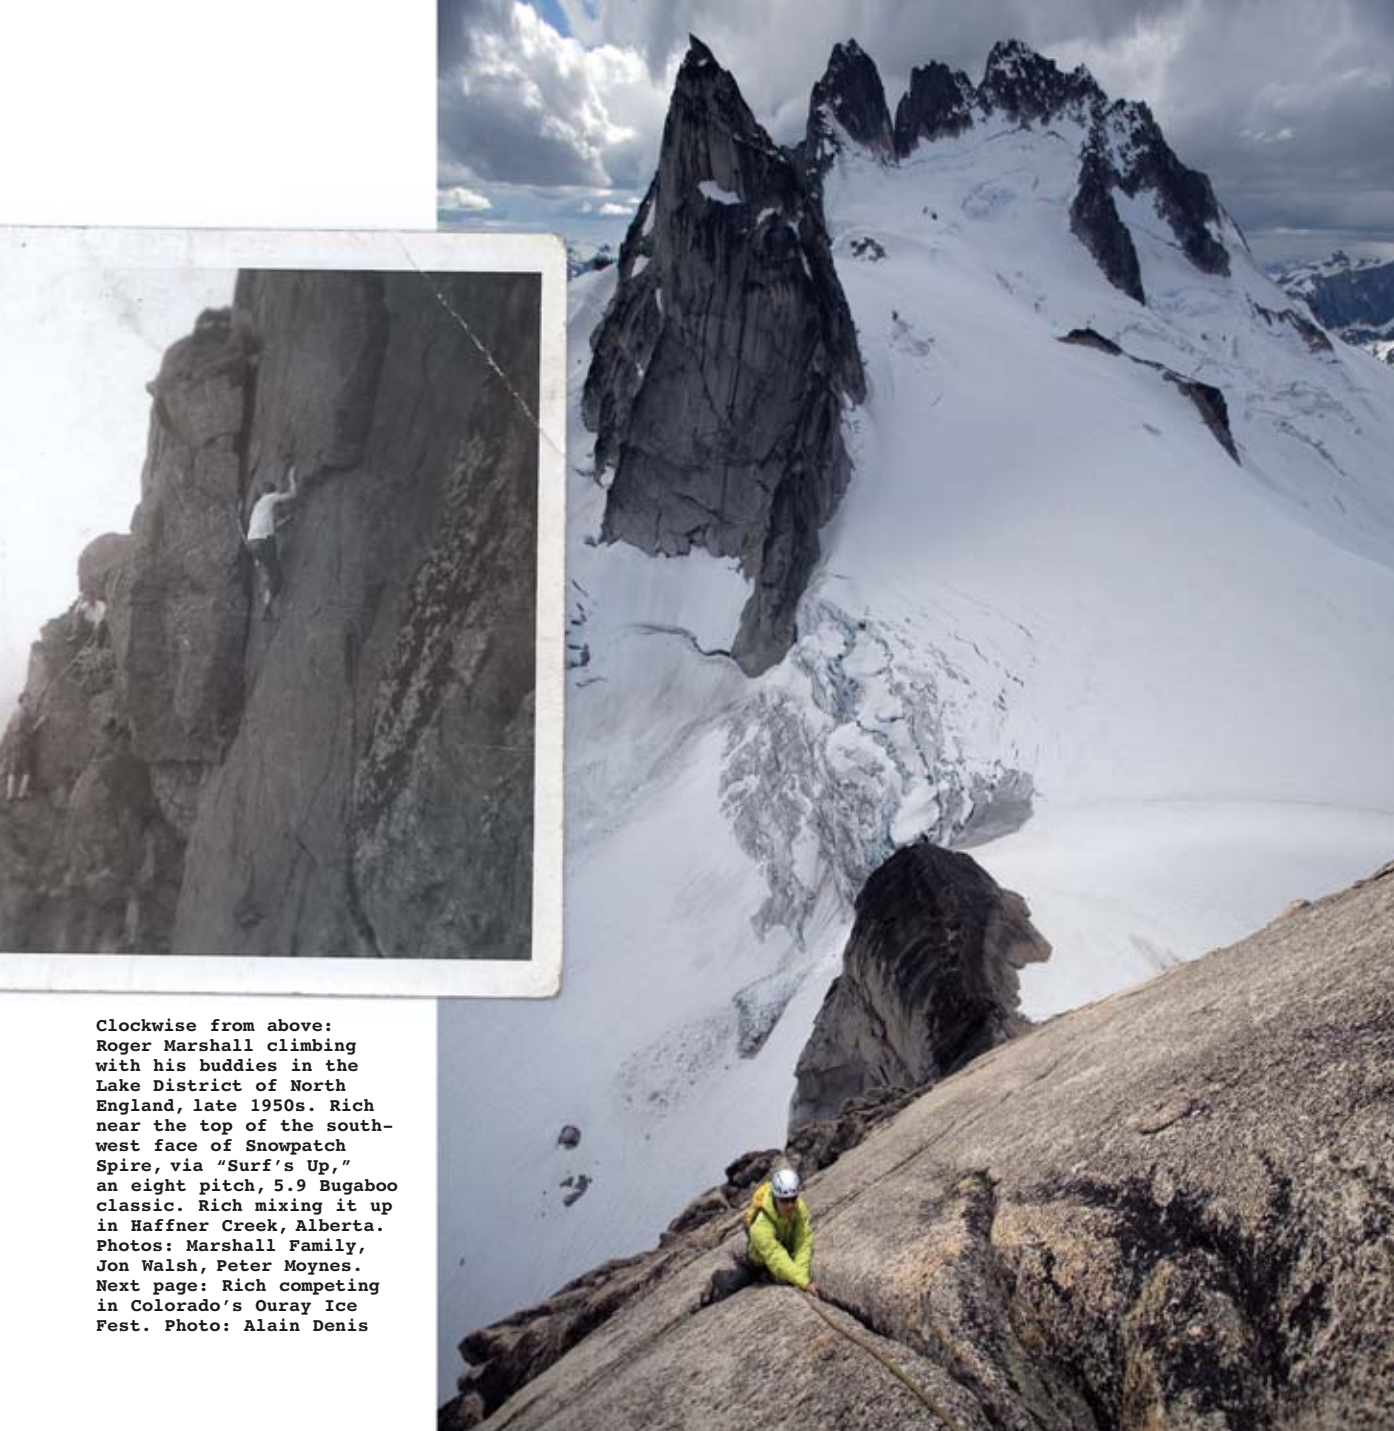 Clockwise from above:
Roger Marshall climbing
with his buddies in the
Lake District of North
England, late 1950s. Rich
near the top of the south-
west face of Snowpatch
Spire, via “Surf’s Up,”
an eight pitch, 5.9 Bugaboo
classic. Rich mixing it up
in Haffner Creek, Alberta.
Photos: Marshall Family,
Jon Walsh, Peter Moynes.
Next page: Rich competing
in Colorado’s Ouray Ice
Fest. Photo: Alain Denis